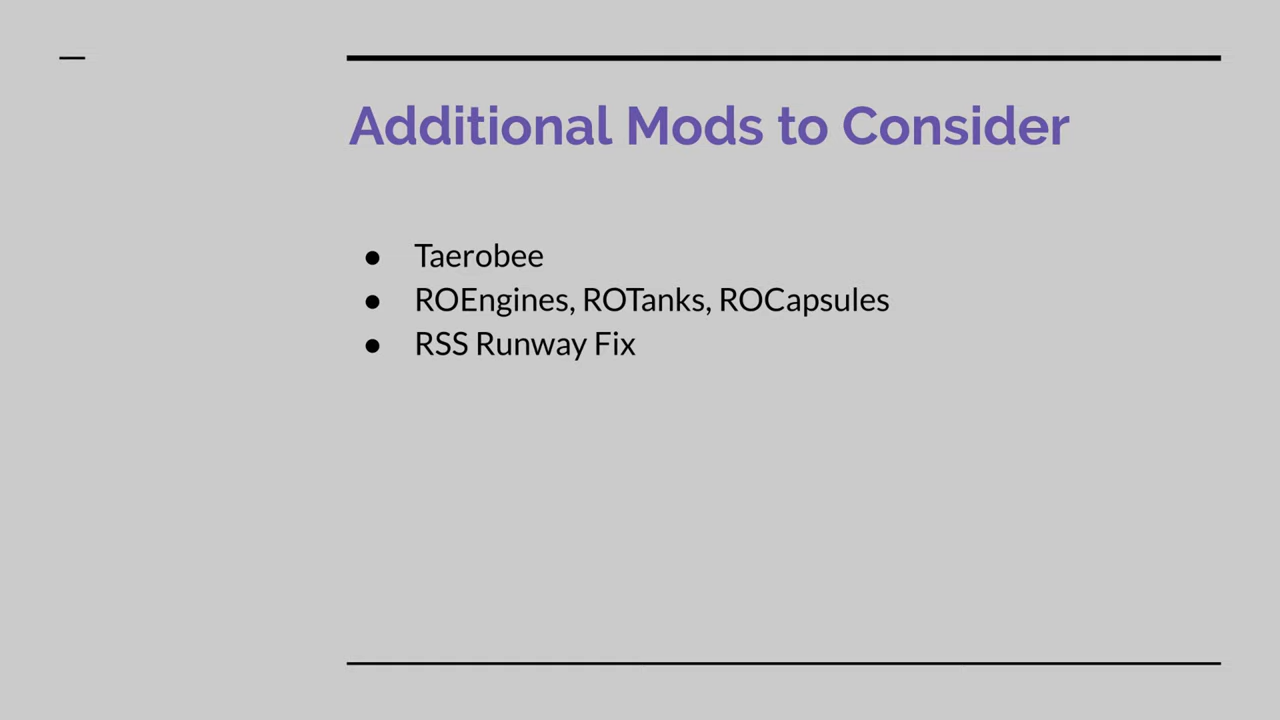 Additional Mods to Consider
● Taerobee
● ROEngines, ROTanks, ROCapsules
● RSS Runway Fix